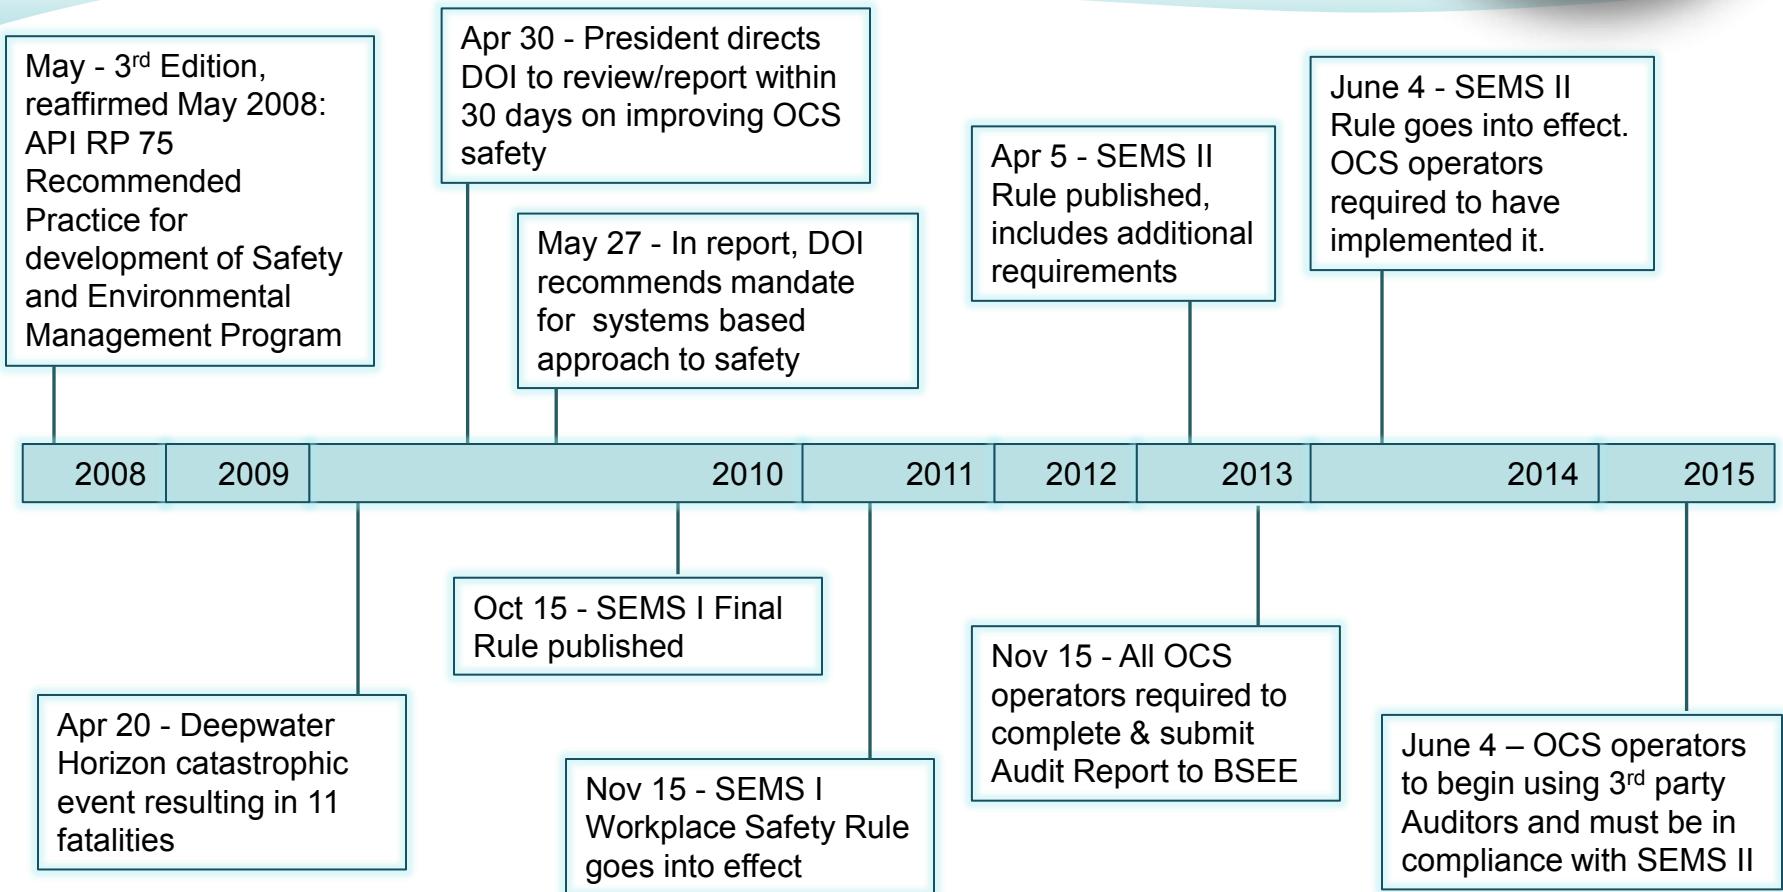 May - 3rd Edition,
reaffirmed May 2008:
API RP 75
Recommended
Practice for
development of Safety
and Environmental
Management Program
Apr 30 - President directs
DOI to review/report within
30 days on improving OCS
safety
May 27 - In report, DOI
recommends mandate
for systems based
approach to safety
Apr 5 - SEMS II
Rule published,
includes additional
requirements
June 4 - SEMS II
Rule goes into effect.
OCS operators
required to have
implemented it.
2008
2009
2010
2011
2012
2013
2014
2015
Apr 20 - Deepwater
Horizon catastrophic
event resulting in 11
fatalities
Oct 15 - SEMS I Final
Rule published
Nov 15 - SEMS I
Workplace Safety Rule
goes into effect
Nov 15 - All OCS
operators required to
complete & submit
Audit Report to BSEE
June 4 – OCS operators
to begin using 3rd party
Auditors and must be in
compliance with SEMS II